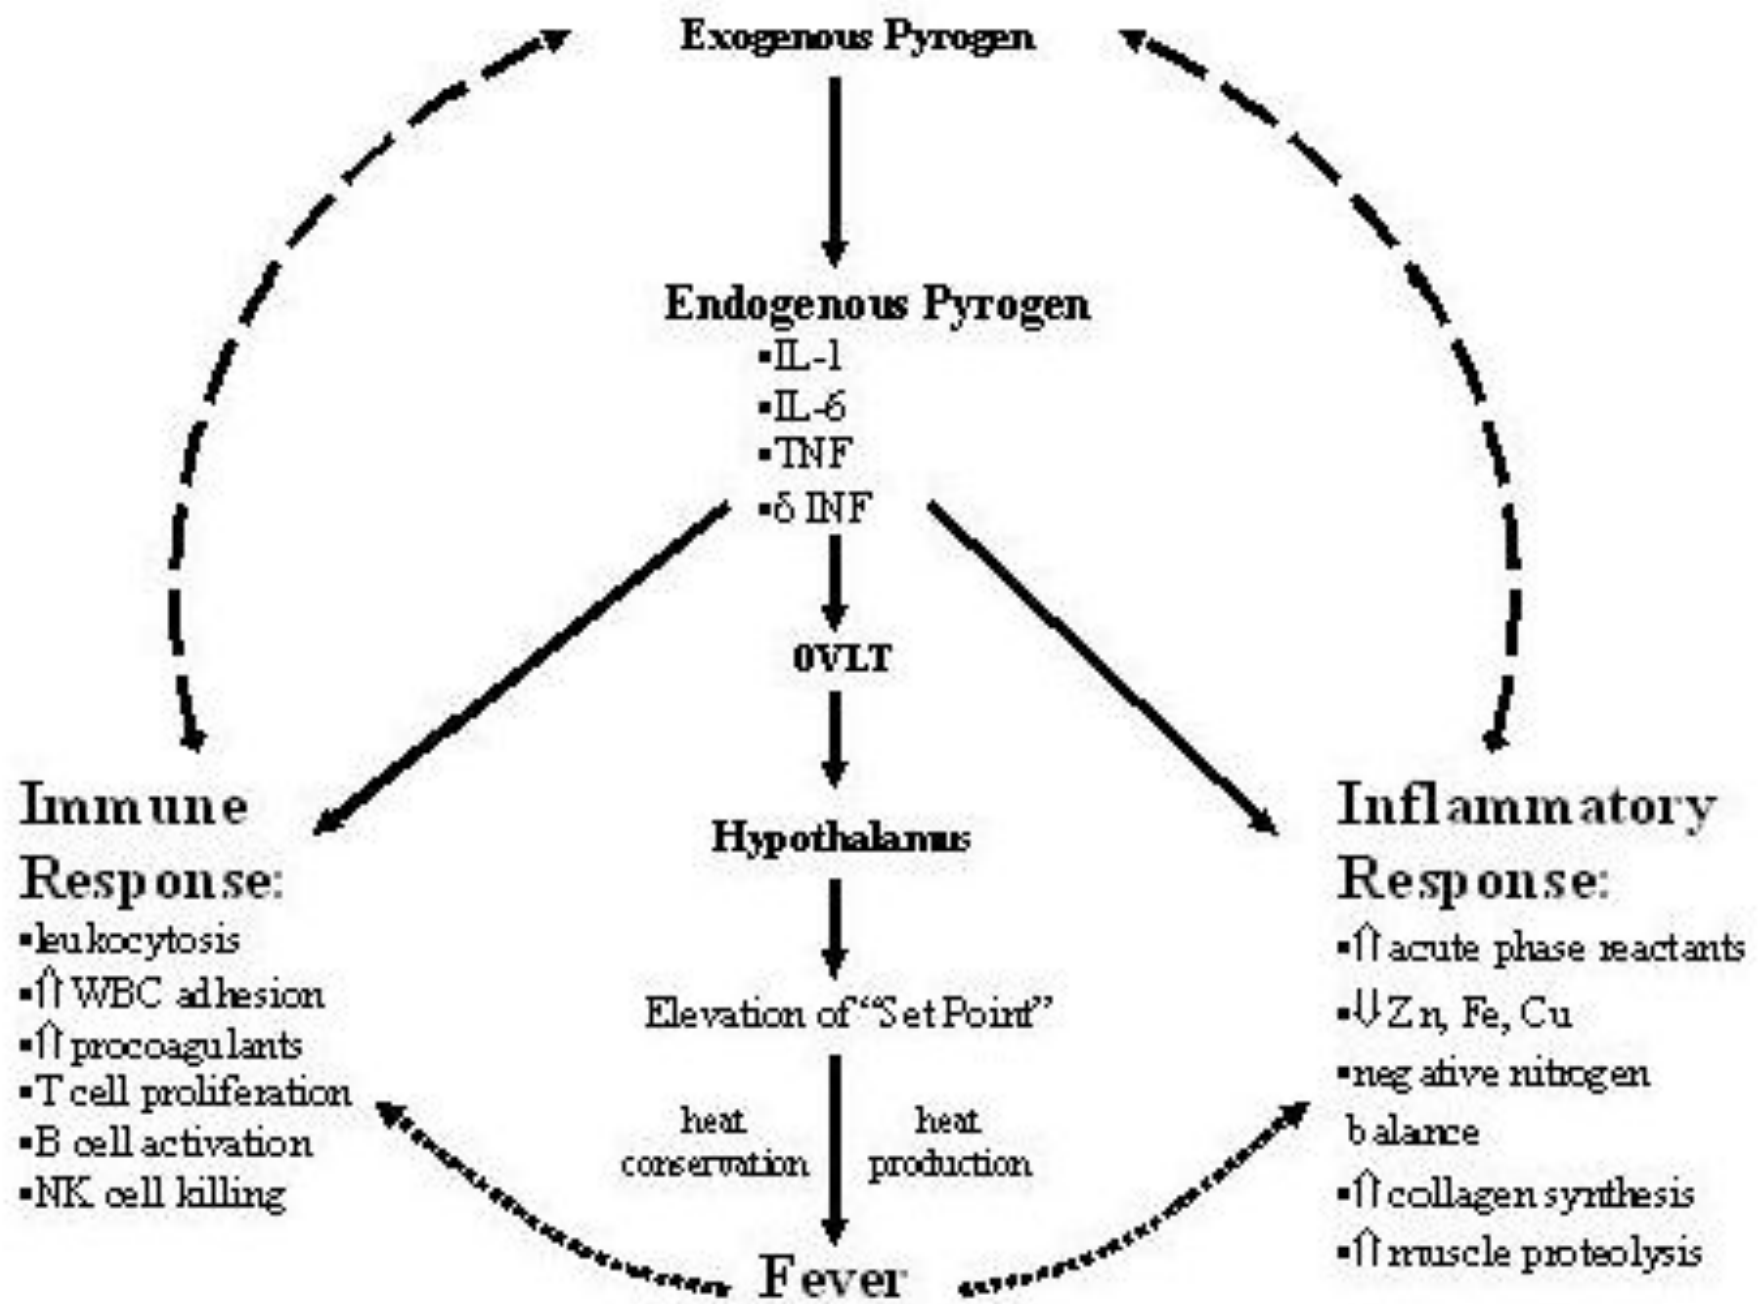 Exogenous Pyrogen
Endogenous Pyrogen
▪IL-1
▪IL-6
▪TNF
▪δ INF
OVLT
Hypothalamus
Elevation of “Set Point”
heat
conservation
heat
production
Fever
Immune
Response:
▪leukocytosis
▪⇑WBC adhesion
▪⇑procoagulants
▪T cell proliferation
▪B cell activation
▪NK cell killing
Inflammatory
Response:
▪⇑acute phase reactants
▪⇓Zn, Fe, Cu
▪negative nitrogen
balance
▪⇑collagen synthesis
▪⇑muscle proteolysis